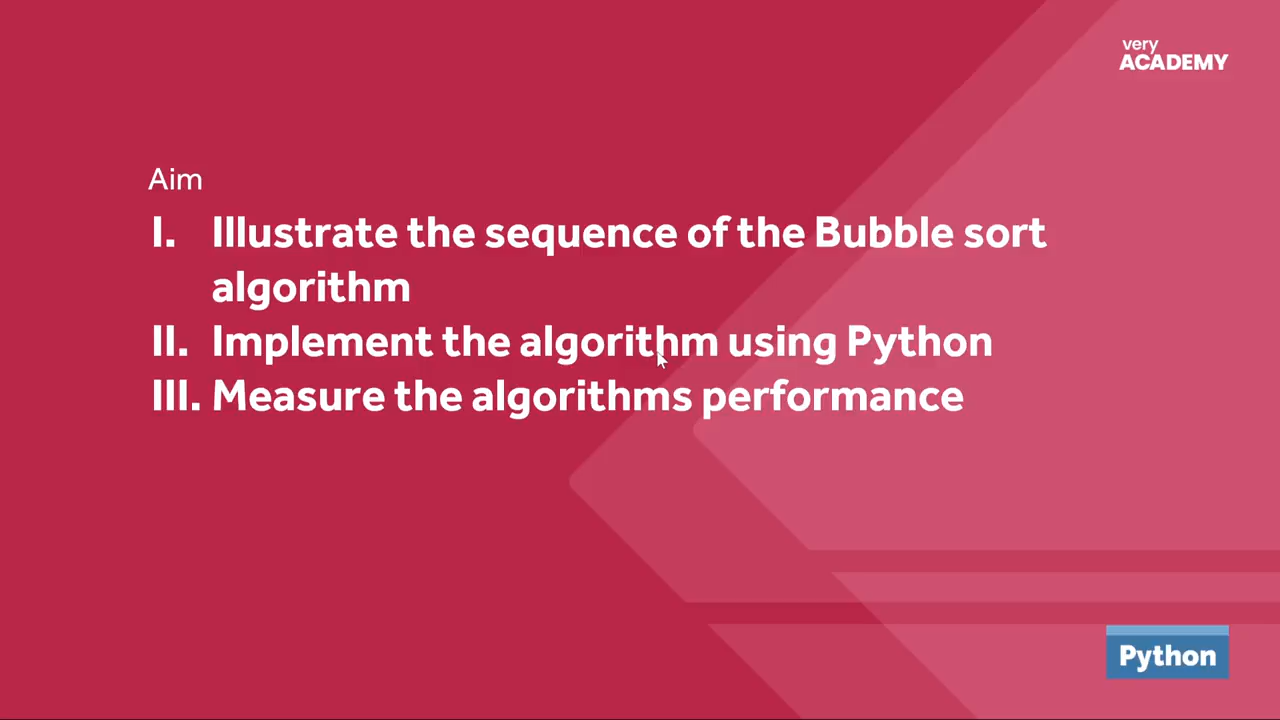 very
ACADEMY
Aim
I. Illustrate the sequence of the Bubble sort
algorithm
II. Implement the algorithm using Python
III. Measure the algorithms performance
Python